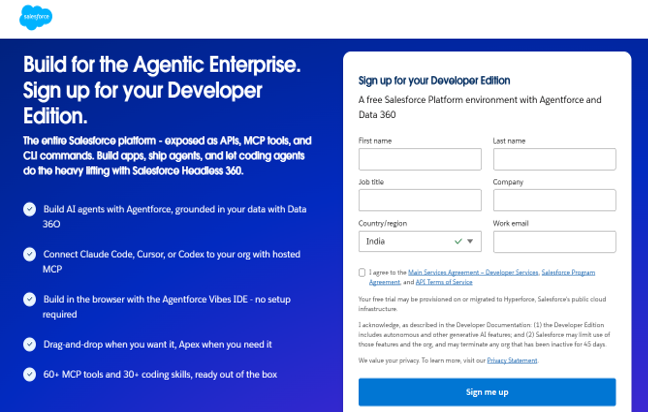 salesforce
Build for the Agentic Enterprise.
Sign up for your Developer
Edition.
The entire Salesforce platform - exposed as APIs, MCP tools, and
CLI commands. Build apps, ship agents, and let coding agents
do the heavy lifting with Salesforce Headless 360.
Build AI agents with Agentforce, grounded in your data with Data
360
Connect Claude Code, Cursor, or Codex to your org with hosted
MCP
Build in the browser with the Agentforce Vibes IDE - no setup
required
Drag-and-drop when you want it, Apex when you need it
60+ MCP tools and 30+ coding skills, ready out of the box
Sign up for your Developer Edition
A free Salesforce Platform environment with Agentforce and
Data 360
First name
Last name
Job title
Company
Country/region
Work email
India
I agree to the Main Services Agreement – Developer Services, Salesforce Program
Agreement, and API Terms of Service
Your free trial may be provisioned on or migrated to Hyperforce, Salesforce's public cloud
infrastructure.
I acknowledge, as described in the Developer Documentation: (1) the Developer Edition
includes autonomous and other generative AI features; and (2) Salesforce may limit use of
those features and the org, and may terminate any org that has been inactive for 45 days.
We value your privacy. To learn more, visit our Privacy Statement.
Sign me up